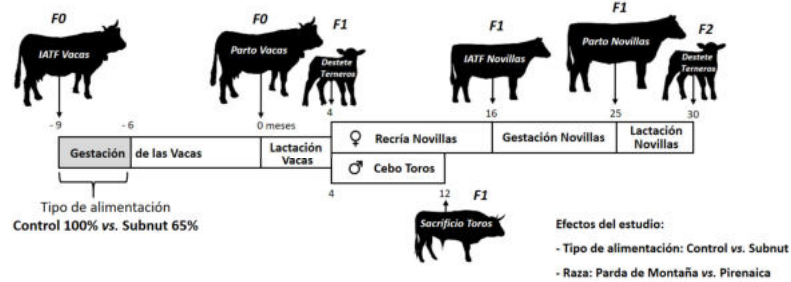 F0
IATF Vacas
F0
Parto Vacas
F1
Destete
Terneros
F1
IATF Novillas
F1
Parto Novillas
F2
Destete
Terneros
- 9
- 6
0 meses
4
16
25
30
Gestación de las Vacas
Lactación
Vacas
♀ Recría Novillas
Gestación Novillas
Lactación
Novillas
♂ Cebo Toros
4
12
F1
Tipo de alimentación
Control 100% vs. Subnut 65%
Sacrificio Toros
Efectos del estudio:
- Tipo de alimentación: Control vs. Subnut
- Raza: Parda de Montaña vs. Pirenaica